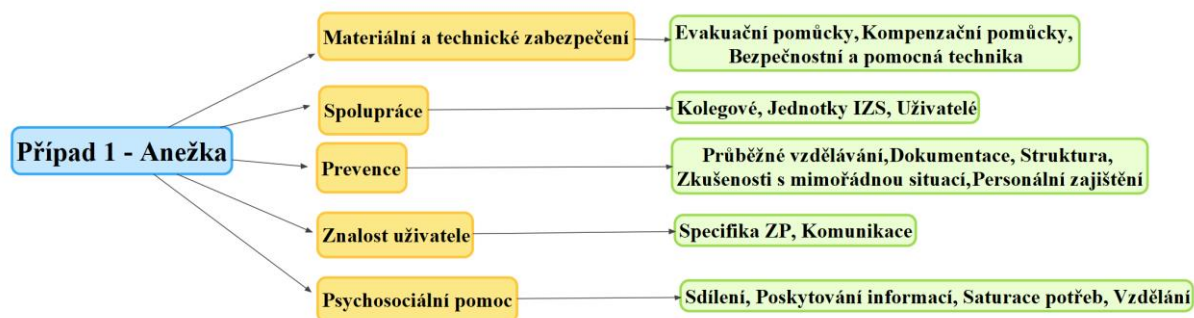 Případ 1 - Anežka
Materiální a technické zabezpečení
Evakuační pomůcky,Kompenzační pomůcky,
Bezpečnostní a pomocná technika
Spolupráce
Kolegové, Jednotky IZS, Uživatelé
Prevence
Průběžné vzdělávání,Dokumentace, Struktura,
Zkušenosti s mimořádnou situací,Personální zajištění
Znalost uživatele
Specifika ZP, Komunikace
Psychosociální pomoc
Sdílení, Poskytování informací, Saturace potřeb, Vzdělání